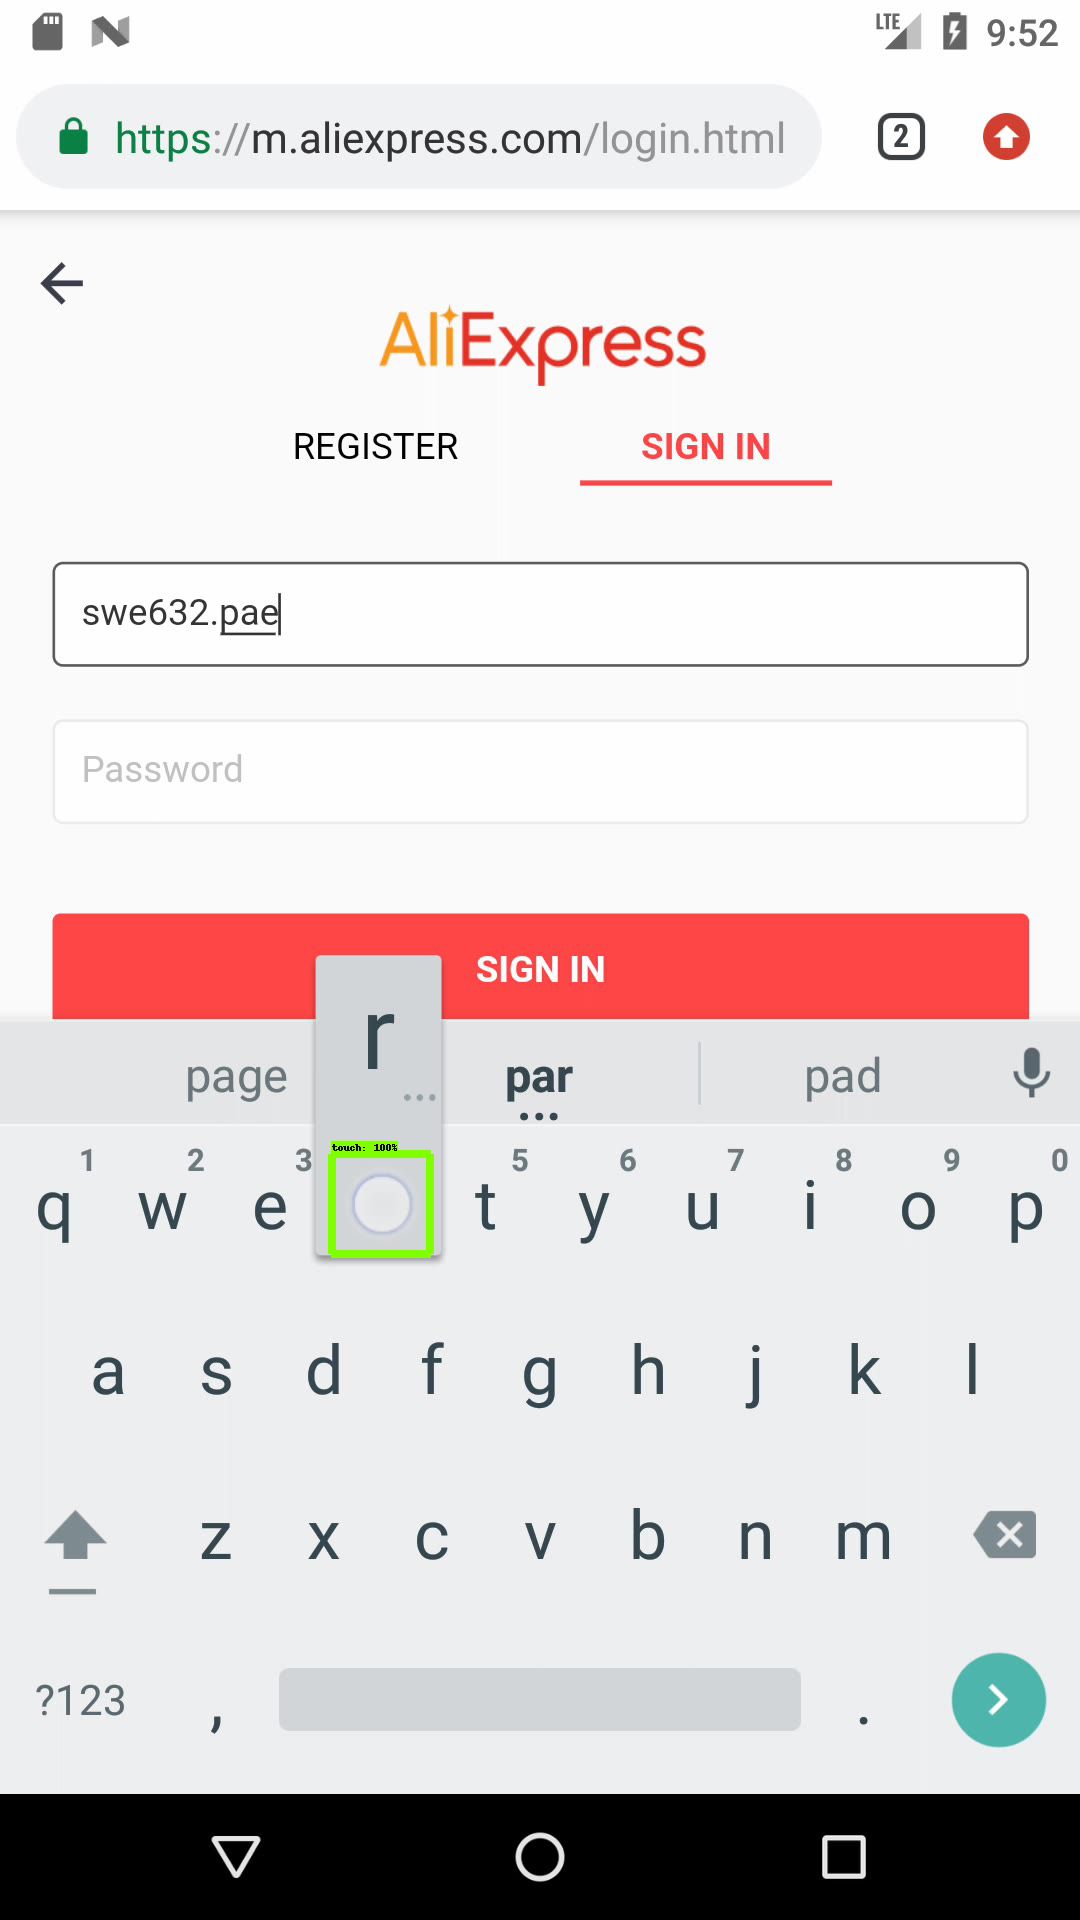 LTE 9:52
https://m.aliexpress.com/login.html 2
AliExpress
REGISTER SIGN IN
swe632.pae
Password
SIGN IN
r
...
page par pad
...
touch: 100%
1 2 3 5 6 7 8 9 0
q w e t y u i o p
a s d f g h j k l
z x c v b n m
?123 , .